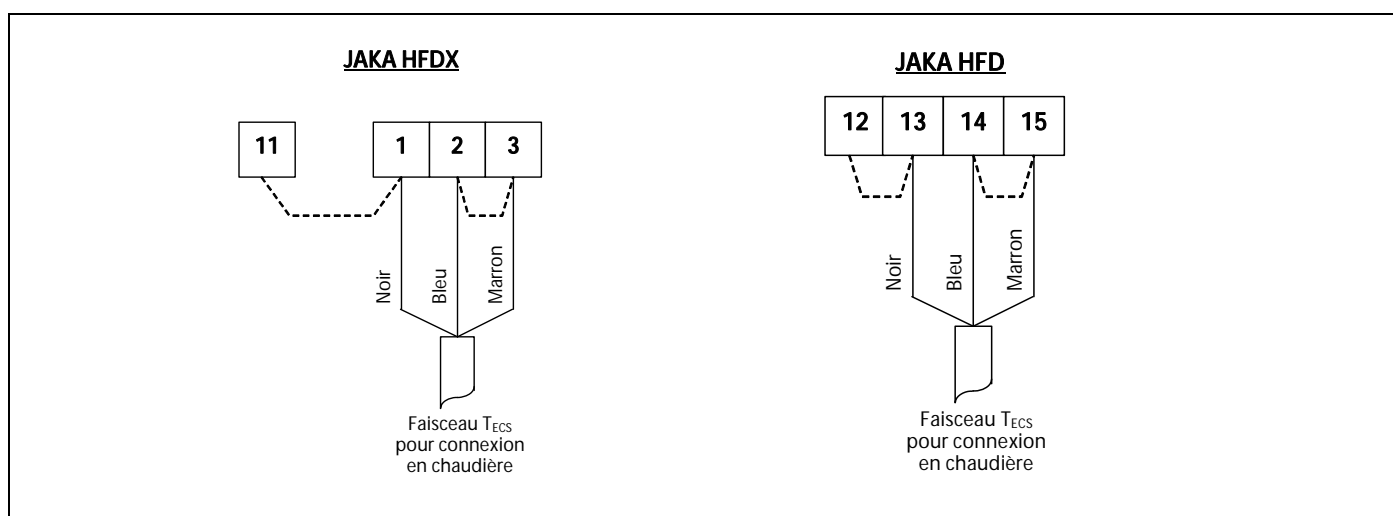 JAKA HFDX
11 1 2 3
Noir
Bleu
Marron
Faisceau TECS
pour connexion
en chaudière
JAKA HFD
12 13 14 15
Noir
Bleu
Marron
Faisceau TECS
pour connexion
en chaudière